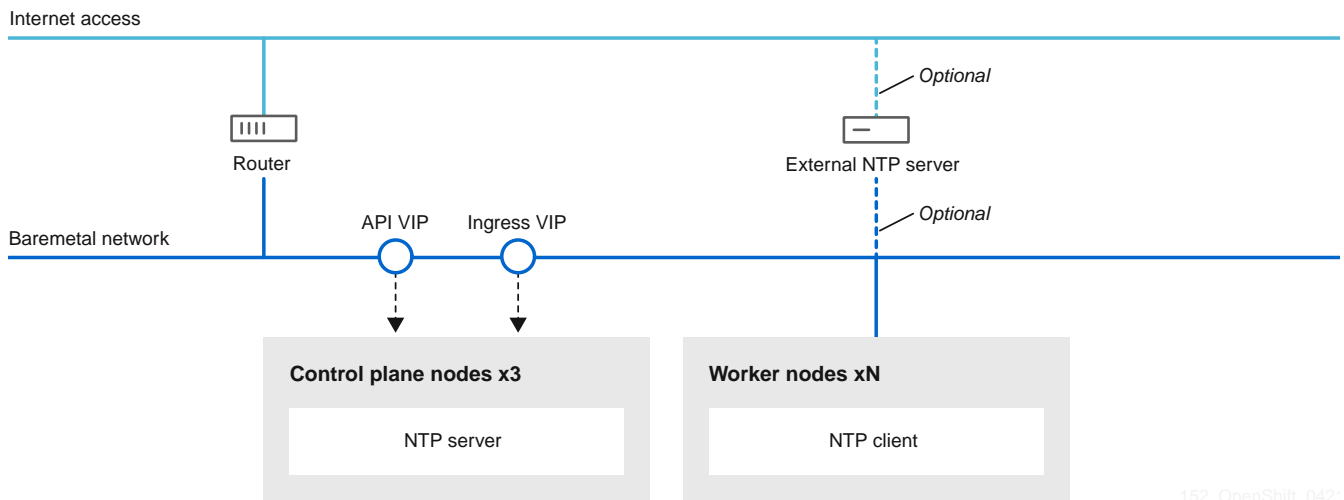 Internet access
Optional
Router
External NTP server
API VIP
Ingress VIP
Optional
Baremetal network
Control plane nodes x3
Worker nodes xN
NTP server
NTP client